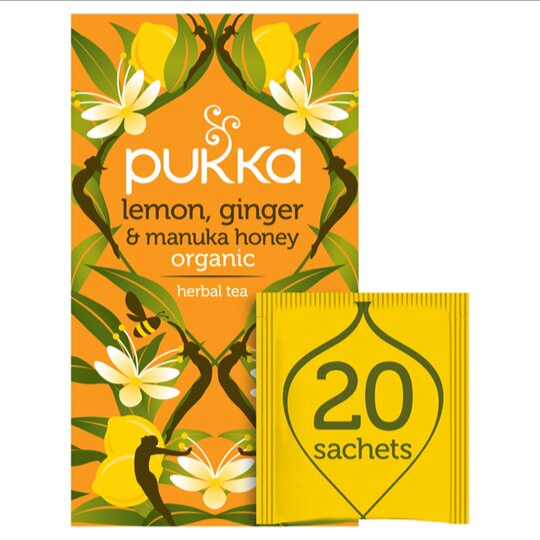 pukka
lemon, ginger
& manuka honey
organic
herbal tea
20
sachets